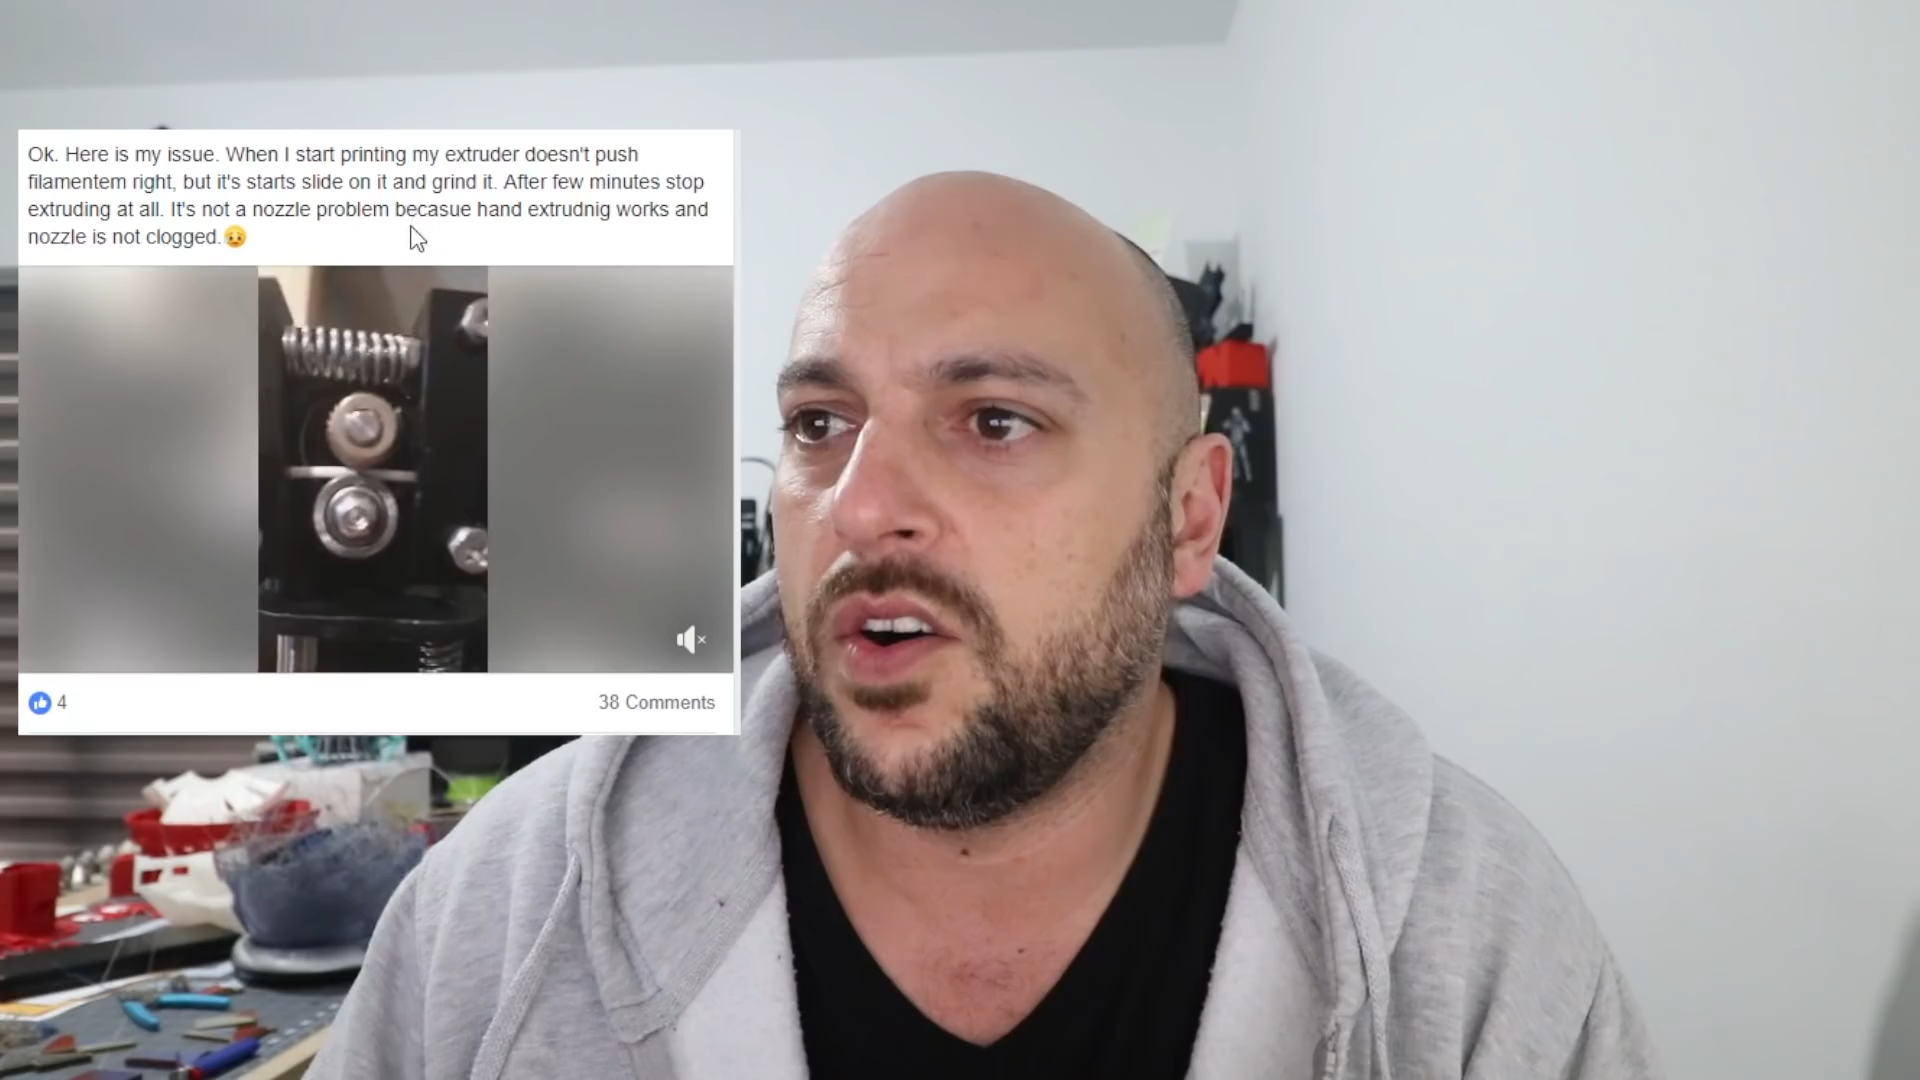 Ok. Here is my issue. When I start printing my extruder doesn't push
filamentem right, but it's starts slide on it and grind it. After few minutes stop
extruding at all. It's not a nozzle problem becasue hand extrudnig works and
nozzle is not clogged.😥
4
38 Comments